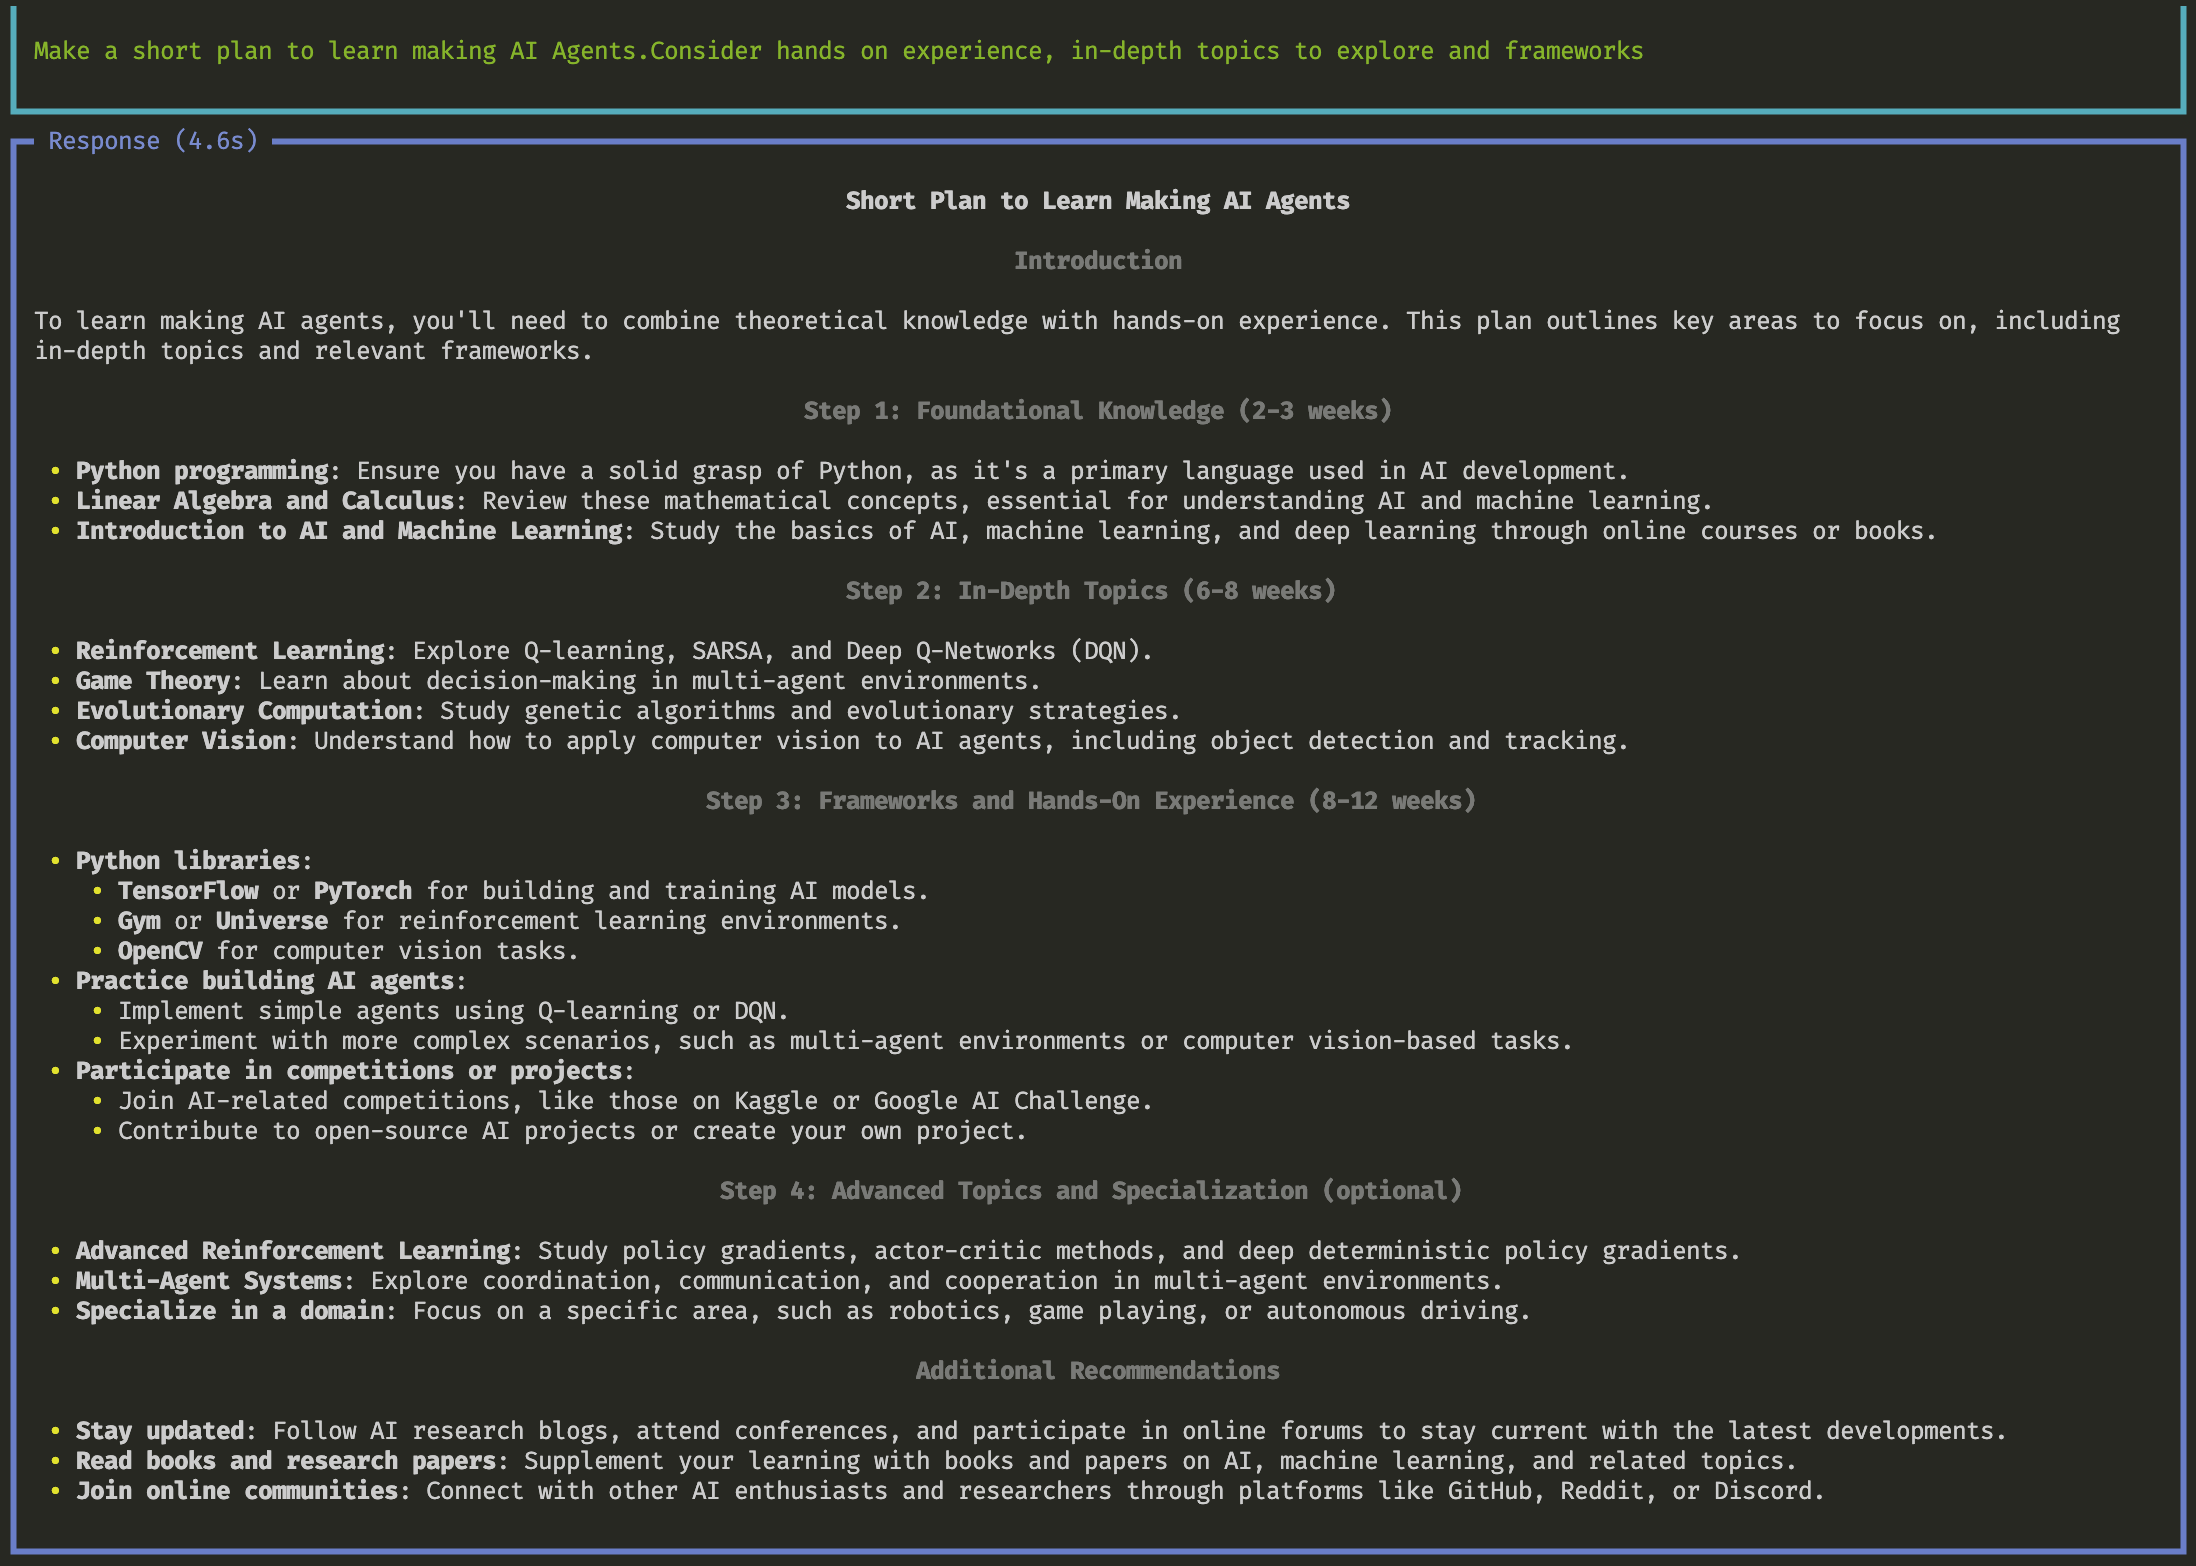 Make a short plan to learn making AI Agents.Consider hands on experience, in-depth topics to explore and frameworks
Response (4.6s)
Short Plan to Learn Making AI Agents
Introduction
To learn making AI agents, you'll need to combine theoretical knowledge with hands-on experience. This plan outlines key areas to focus on, including
in-depth topics and relevant frameworks.
Step 1: Foundational Knowledge (2-3 weeks)
• Python programming: Ensure you have a solid grasp of Python, as it's a primary language used in AI development.
• Linear Algebra and Calculus: Review these mathematical concepts, essential for understanding AI and machine learning.
• Introduction to AI and Machine Learning: Study the basics of AI, machine learning, and deep learning through online courses or books.
Step 2: In-Depth Topics (6-8 weeks)
• Reinforcement Learning: Explore Q-learning, SARSA, and Deep Q-Networks (DQN).
• Game Theory: Learn about decision-making in multi-agent environments.
• Evolutionary Computation: Study genetic algorithms and evolutionary strategies.
• Computer Vision: Understand how to apply computer vision to AI agents, including object detection and tracking.
Step 3: Frameworks and Hands-On Experience (8-12 weeks)
• Python libraries:
• TensorFlow or PyTorch for building and training AI models.
• Gym or Universe for reinforcement learning environments.
• OpenCV for computer vision tasks.
• Practice building AI agents:
• Implement simple agents using Q-learning or DQN.
• Experiment with more complex scenarios, such as multi-agent environments or computer vision-based tasks.
• Participate in competitions or projects:
• Join AI-related competitions, like those on Kaggle or Google AI Challenge.
• Contribute to open-source AI projects or create your own project.
Step 4: Advanced Topics and Specialization (optional)
• Advanced Reinforcement Learning: Study policy gradients, actor-critic methods, and deep deterministic policy gradients.
• Multi-Agent Systems: Explore coordination, communication, and cooperation in multi-agent environments.
• Specialize in a domain: Focus on a specific area, such as robotics, game playing, or autonomous driving.
Additional Recommendations
• Stay updated: Follow AI research blogs, attend conferences, and participate in online forums to stay current with the latest developments.
• Read books and research papers: Supplement your learning with books and papers on AI, machine learning, and related topics.
• Join online communities: Connect with other AI enthusiasts and researchers through platforms like GitHub, Reddit, or Discord.